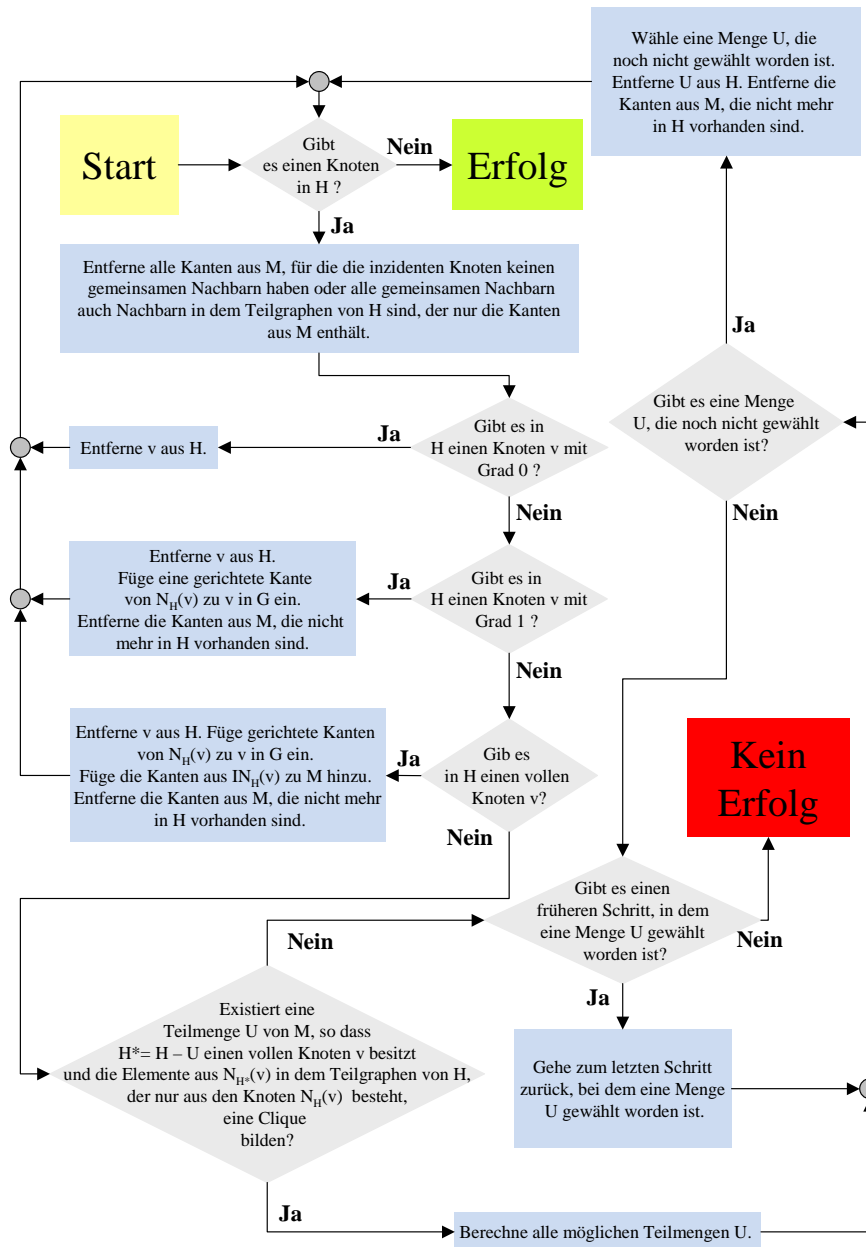 Wähle eine Menge U, die
noch nicht gewählt worden ist.
Entferne U aus H. Entferne die
Kanten aus M, die nicht mehr
in H vorhanden sind.
Start
Gibt
es einen Knoten
in H ?
Nein
Erfolg
Ja
Entferne alle Kanten aus M, für die die inzidenten Knoten keinen
gemeinsamen Nachbarn haben oder alle gemeinsamen Nachbarn
auch Nachbarn in dem Teilgraphen von H sind, der nur die Kanten
aus M enthält.
Ja
Gibt es eine Menge
U, die noch nicht gewählt
worden ist?
Nein
Gibt es in
H einen Knoten v mit
Grad 0 ?
Ja
Entferne v aus H.
Nein
Gibt es in
H einen Knoten v mit
Grad 1 ?
Ja
Entferne v aus H.
Füge eine gerichtete Kante
von N_H(v) zu v in G ein.
Entferne die Kanten aus M, die nicht
mehr in H vorhanden sind.
Nein
Gib es
in H einen vollen
Knoten v?
Ja
Entferne v aus H. Füge gerichtete Kanten
von N_H(v) zu v in G ein.
Füge die Kanten aus IN_H(v) zu M hinzu.
Entferne die Kanten aus M, die nicht mehr
in H vorhanden sind.
Nein
Kein
Erfolg
Gibt es einen
früheren Schritt, in dem
eine Menge U gewählt
worden ist?
Nein
Ja
Nein
Existiert eine
Teilmenge U von M, so dass
H*= H – U einen vollen Knoten v besitzt
und die Elemente aus N_H*(v) in dem Teilgraphen von H,
der nur aus den Knoten N_H(v) besteht,
eine Clique
bilden?
Gehe zum letzten Schritt
zurück, bei dem eine Menge
U gewählt worden ist.
Ja
Berechne alle möglichen Teilmengen U.